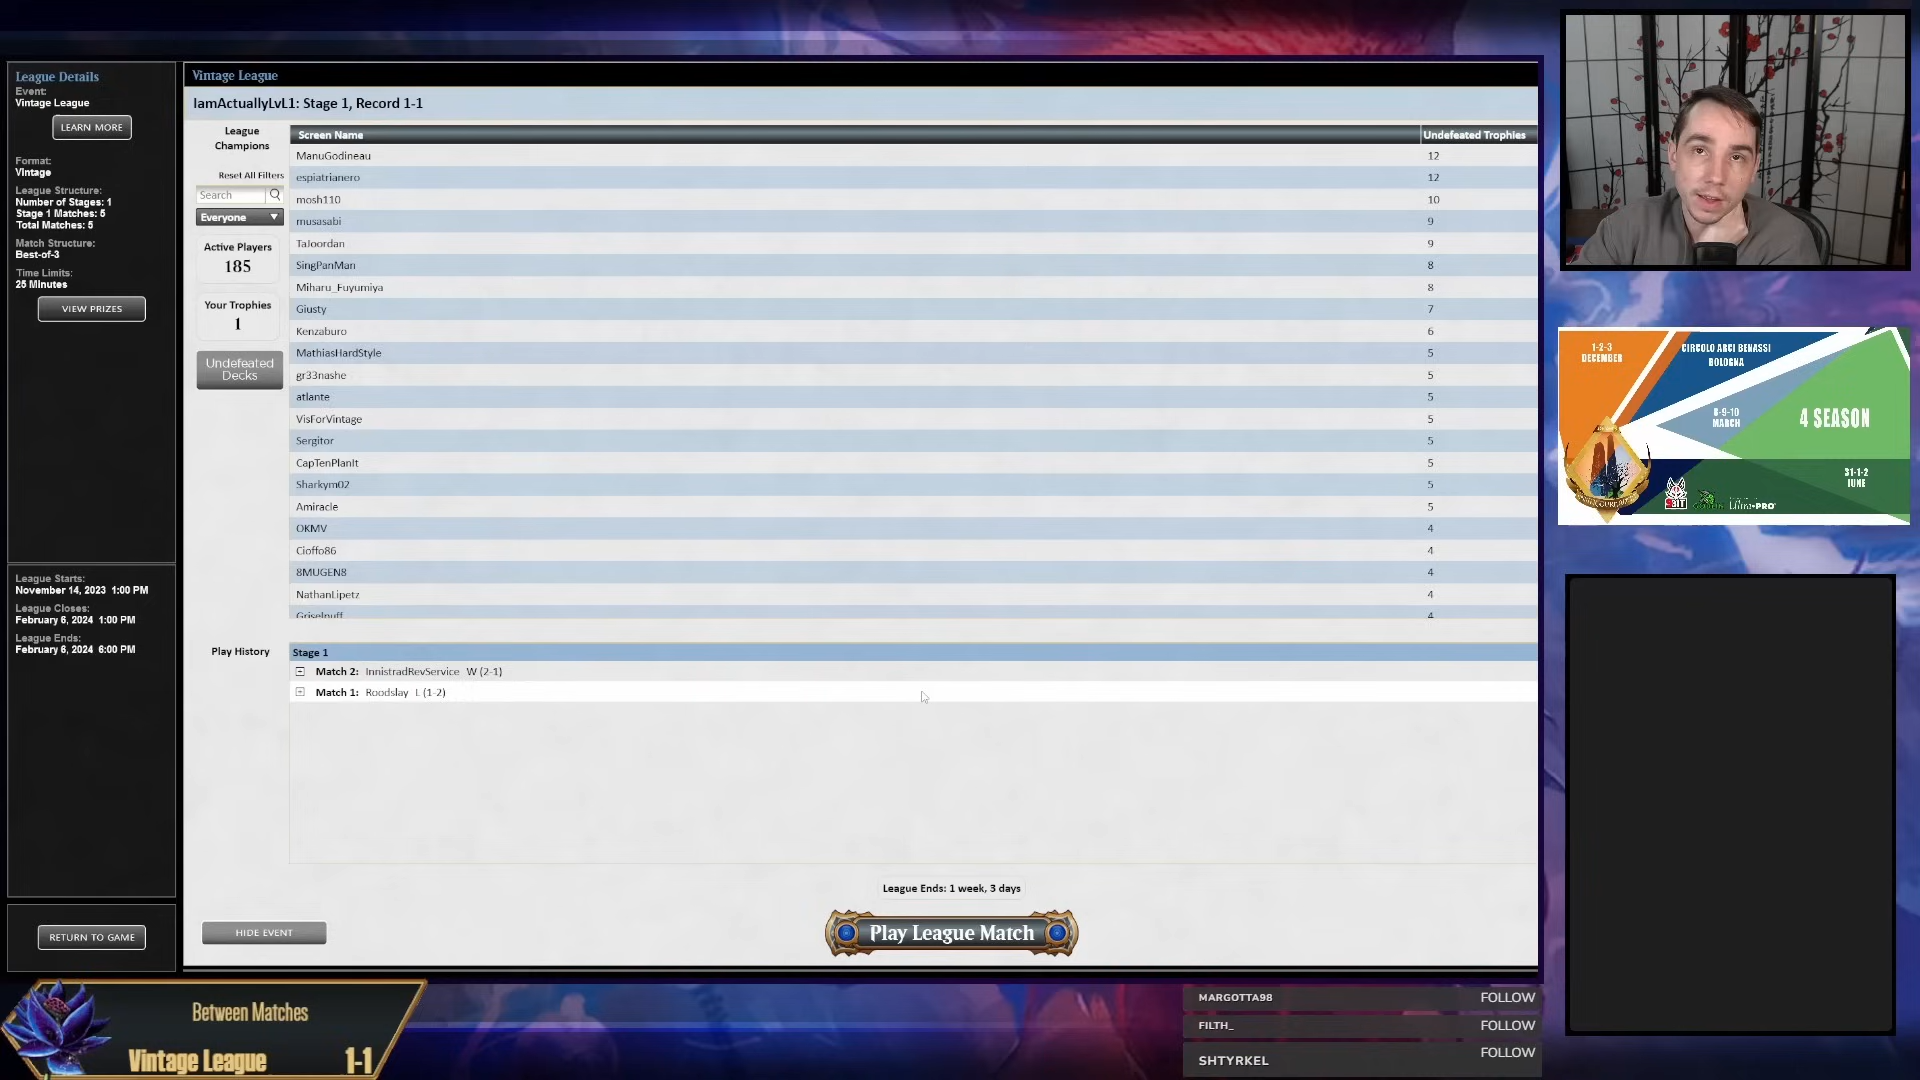 League Details
Event:
Vintage League
LEARN MORE
Format:
Vintage
League Structure:
Number of Stages: 1
Stage 1 Matches: 5
Total Matches: 5
Match Structure:
Best-of-3
Time Limits:
25 Minutes
VIEW PRIZES
League Starts:
November 14, 2023 1:00 PM
League Closes:
February 6, 2024 1:00 PM
League Ends:
February 6, 2024 6:00 PM
RETURN TO GAME
Vintage League
IamActuallyLvL1: Stage 1, Record 1-1
League
Champions
Reset All Filters
Search
Everyone
Active Players
185
Your Trophies
1
Undefeated
Decks
Screen Name Undefeated Trophies
ManuGodineau 12
espiatrianero 12
mosh110 10
musasabi 9
TaJoordan 9
SingPanMan 8
Miharu_Fuyumiya 8
Giusty 7
Kenzaburo 6
MathiasHardStyle 5
gr33nashe 5
atlante 5
VisForVintage 5
Sergitor 5
CapTenPlanIt 5
Sharkym02 5
Amiracle 5
OKMV 4
Cioffo86 4
8MUGEN8 4
NathanLipetz 4
Griselpuff 4
Play History
Stage 1
Match 2: InnistradRevService W (2-1)
Match 1: Roodslay L (1-2)
League Ends: 1 week, 3 days
HIDE EVENT
Play League Match
1-2-3
DECEMBER
CIRCOLO ARCI BENASSI
BOLOGNA
8-9-10
MARCH
4 SEASON
31-1-2
JUNE
Ultra-PRO
Between Matches
Vintage League 1-1
MARGOTTA98 FOLLOW
FILTH_ FOLLOW
SHTYRKEL FOLLOW